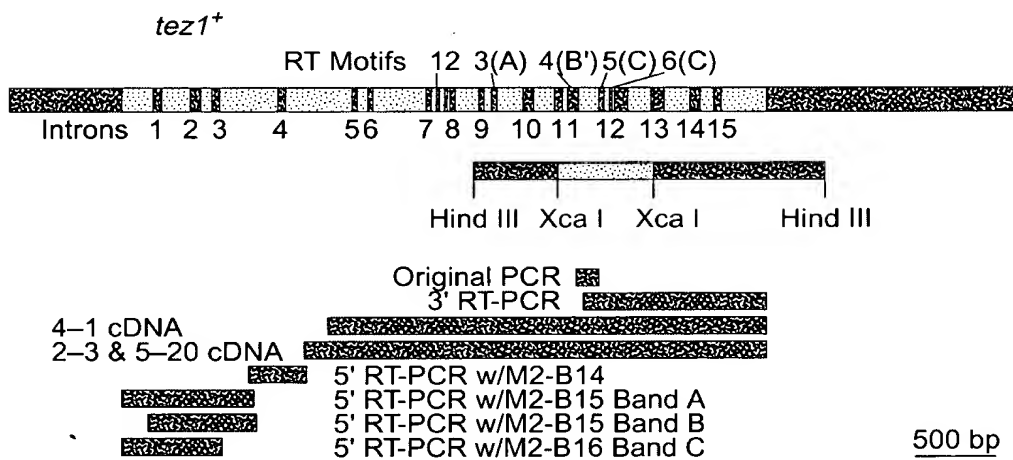 tez1+
RT Motifs 12 3(A) 4(B') 5(C) 6(C)
Introns 1 2 3 4 5 6 7 8 9 10 11 12 13 14 15
Hind III Xca I Xca I Hind III
Original PCR
3' RT-PCR
4–1 cDNA
2–3 & 5–20 cDNA
5' RT-PCR w/M2-B14
5' RT-PCR w/M2-B15 Band A
5' RT-PCR w/M2-B15 Band B
5' RT-PCR w/M2-B16 Band C
500 bp